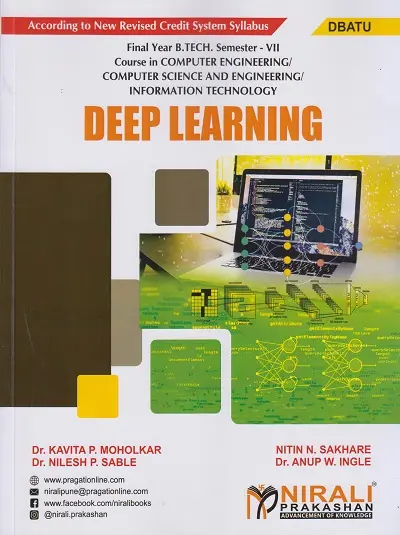 According to New Revised Credit System Syllabus
DBATU
Final Year B.TECH. Semester - VII
Course in COMPUTER ENGINEERING/
COMPUTER SCIENCE AND ENGINEERING/
INFORMATION TECHNOLOGY
DEEP LEARNING
Dr. KAVITA P. MOHOLKAR
Dr. NILESH P. SABLE
NITIN N. SAKHARE
Dr. ANUP W. INGLE
www.pragationline.com
niralipune@pragationline.com
www.facebook.com/niralibooks
@nirali.prakashan
NIRALI
PRAKASHAN
ADVANCEMENT OF KNOWLEDGE